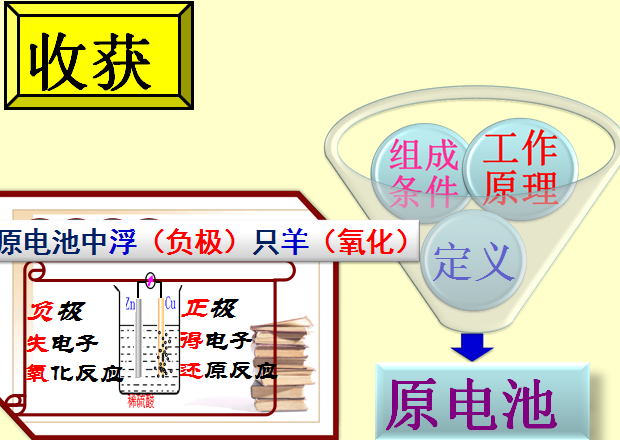 收获
组成
条件
工作
原理
定义
原电池中浮（负极）只羊（氧化）
负极
失电子
氧化反应
Zn
Cu
正极
得电子
还原反应
稀硫酸
原电池